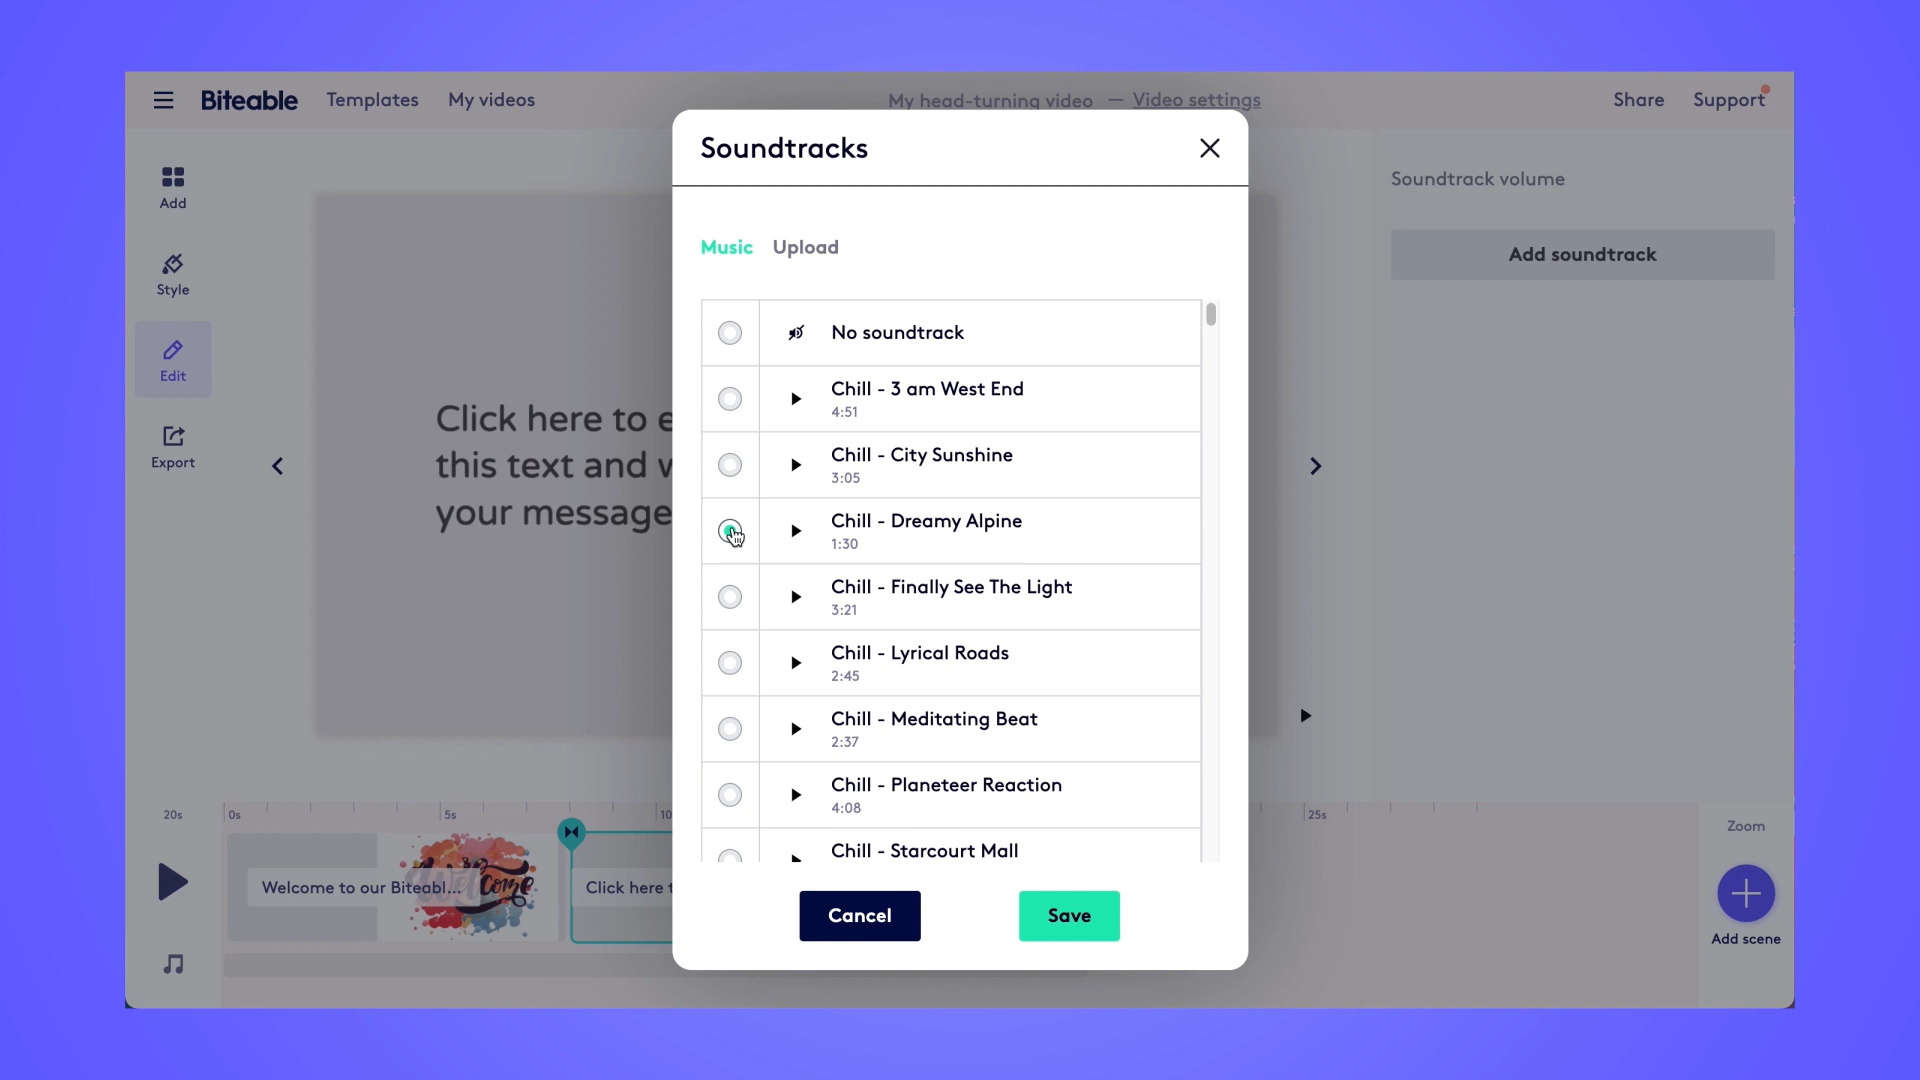 Biteable
Templates
My videos
My head-turning video — Video settings
Share
Support
Add
Style
Edit
Export
Click here to e
this text and w
your message
Soundtracks
Music
Upload
No soundtrack
Chill - 3 am West End
4:51
Chill - City Sunshine
3:05
Chill - Dreamy Alpine
1:30
Chill - Finally See The Light
3:21
Chill - Lyrical Roads
2:45
Chill - Meditating Beat
2:37
Chill - Planeteer Reaction
4:08
Chill - Starcourt Mall
Cancel
Save
Soundtrack volume
Add soundtrack
20s
0s
5s
10
25s
Zoom
Welcome to our Biteabl...
Click here t
Add scene